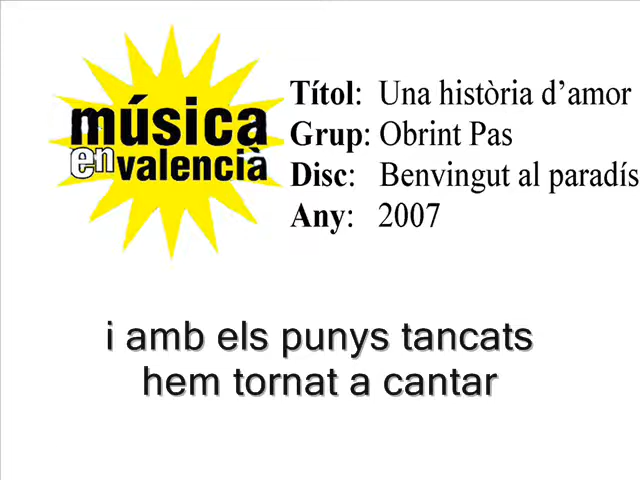 música
en valencià
Títol: Una història d’amor
Grup: Obrint Pas
Disc: Benvingut al paradís
Any: 2007
i amb els punys tancats
hem tornat a cantar